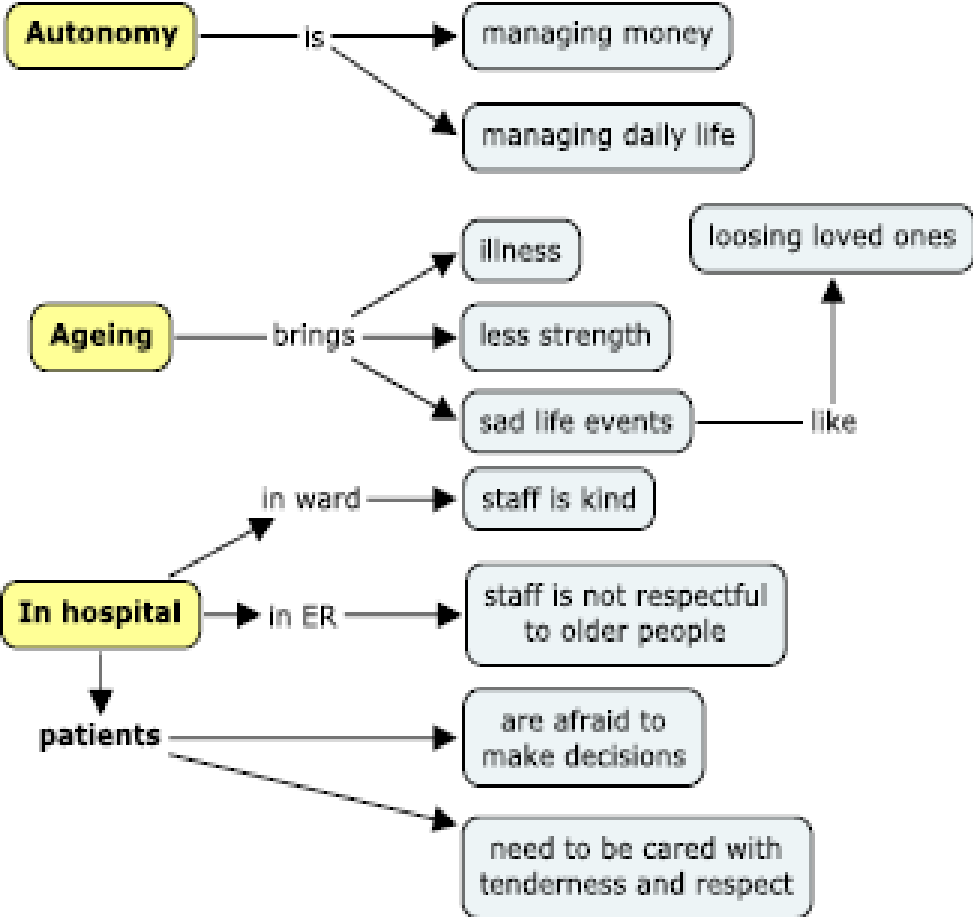 Autonomy
is
managing money
managing daily life
Ageing
brings
illness
less strength
sad life events
like
loosing loved ones
In hospital
in ward
staff is kind
in ER
staff is not respectful
to older people
patients
are afraid to
make decisions
need to be cared with
tenderness and respect